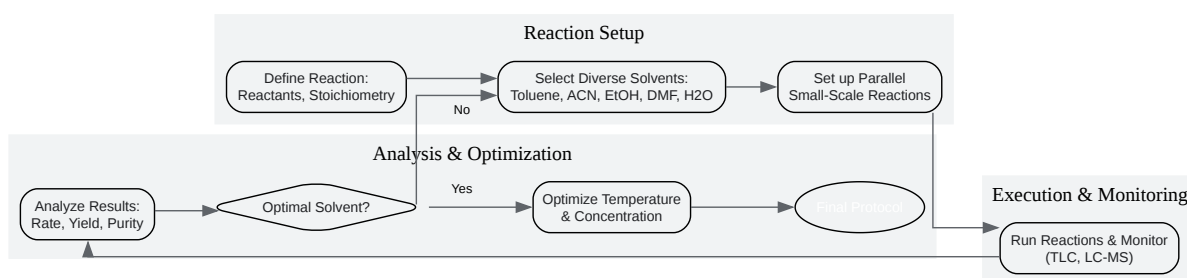 Reaction Setup
Define Reaction:
Reactants, Stoichiometry
Select Diverse Solvents:
Toluene, ACN, EtOH, DMF, H2O
Set up Parallel
Small-Scale Reactions
No
Analysis & Optimization
Analyze Results:
Rate, Yield, Purity
Optimal Solvent?
Yes
Optimize Temperature
& Concentration
Final Protocol
Execution & Monitoring
Run Reactions & Monitor
(TLC, LC-MS)